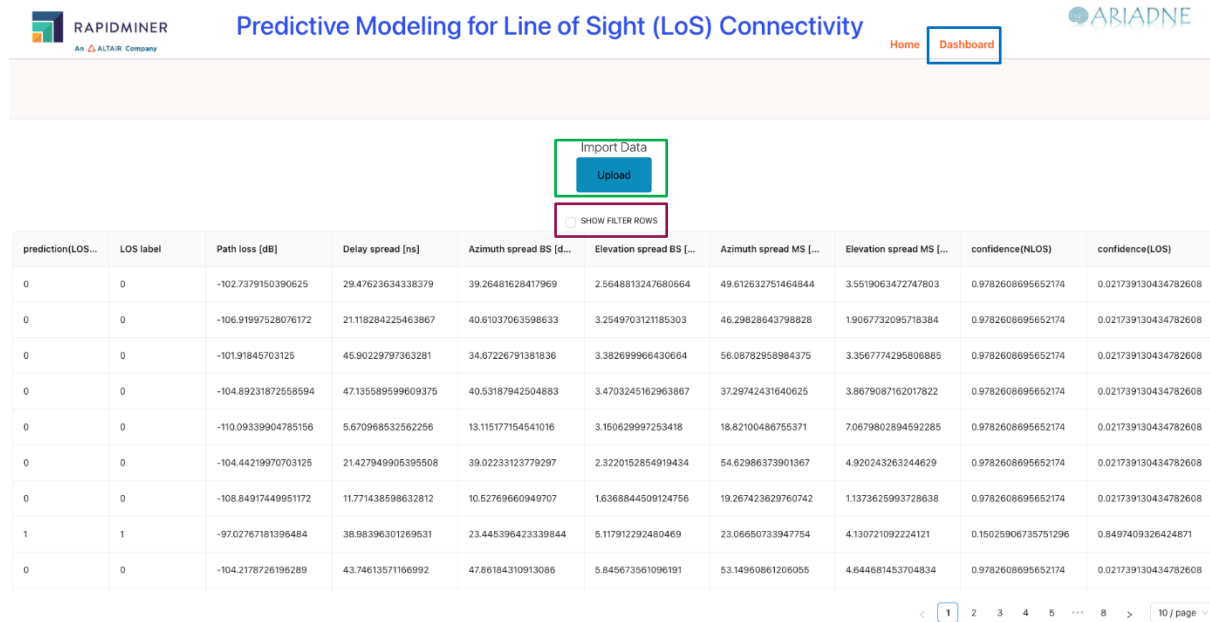 RAPIDMINER
An ALTAIR Company
Predictive Modeling for Line of Sight (LoS) Connectivity
Home Dashboard
ARIADNE
Import Data
Upload
SHOW FILTER ROWS
prediction(LOS... LOS label Path loss [dB] Delay spread [ns] Azimuth spread BS [d... Elevation spread BS [... Azimuth spread MS [... Elevation spread MS [... confidence(NLOS) confidence(LOS)
0 0 -102.7379150390625 29.47623634338379 39.26481628417969 2.5648813247680664 49.612632751464844 3.5519063472747803 0.9782608695652174 0.021739130434782608
0 0 -106.91997528076172 21.118284225463867 40.61037063598633 3.2549703121185303 46.29828643798828 1.9067732095718384 0.9782608695652174 0.021739130434782608
0 0 -101.91845703125 45.90229797363281 34.67226791381836 3.382699966430664 56.08782958984375 3.3567774295806885 0.9782608695652174 0.021739130434782608
0 0 -104.89231872558594 47.135589599609375 40.53187942504883 3.4703245162963867 37.29742431640625 3.8679087162017822 0.9782608695652174 0.021739130434782608
0 0 -110.09339904785156 5.670968532562256 13.115177154541016 3.150629997253418 18.82100486755371 7.0679802894592285 0.9782608695652174 0.021739130434782608
0 0 -104.44219970703125 21.427949905395508 39.02233123779297 2.3220152854919434 54.62986373901367 4.920243263244629 0.9782608695652174 0.021739130434782608
0 0 -108.84917449951172 11.771438598632812 10.52769660949707 1.6368844509124756 19.267423629760742 1.1373625993728638 0.9782608695652174 0.021739130434782608
1 1 -97.02767181396484 38.98396301269531 23.445396423339844 5.117912292480469 23.06650733947754 4.130721092224121 0.15025906735751296 0.8497409326424871
0 0 -104.2178726196289 43.74613571166992 47.86184310913086 5.845673561096191 53.14960861206055 4.644681453704834 0.9782608695652174 0.021739130434782608
< 1 2 3 4 5 ••• 8 > 10 / page